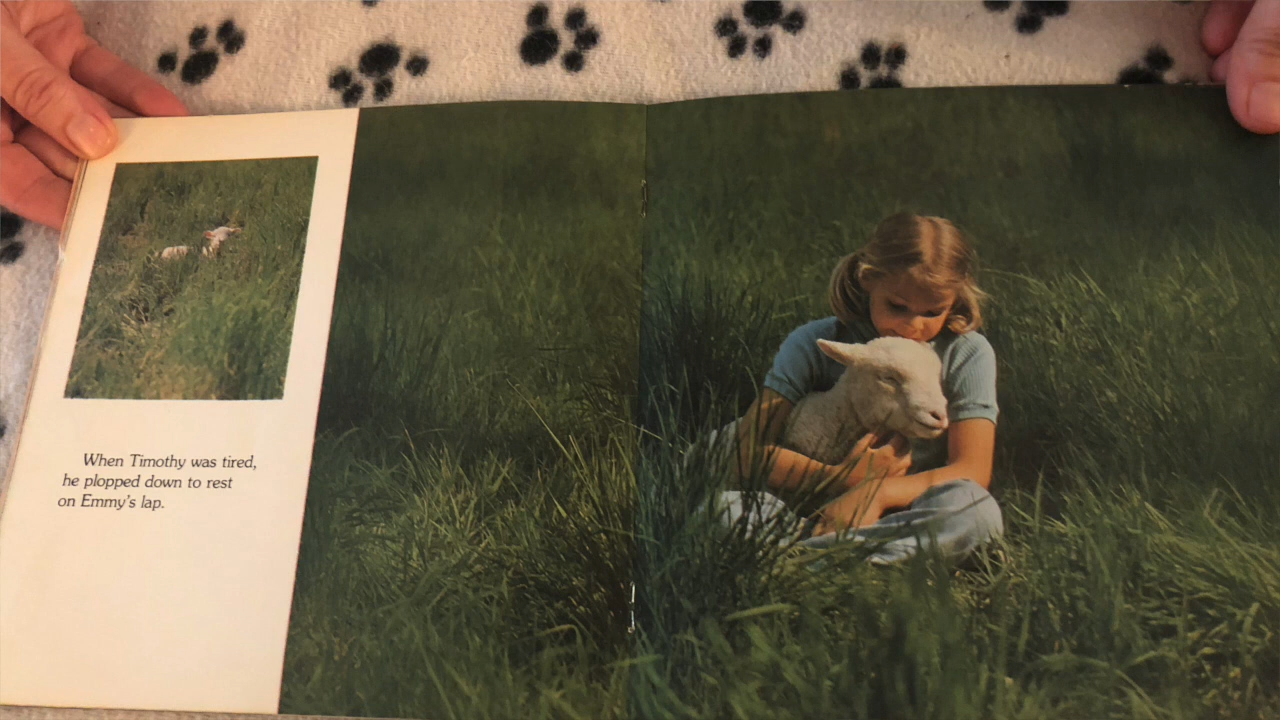 When Timothy was tired,
he plopped down to rest
on Emmy's lap.